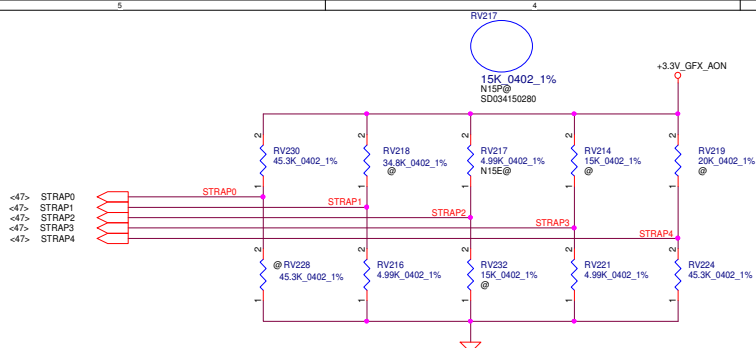 5
4
RV217
15K_0402_1%
N15P@
SD034150280
+3.3V_GFX_AON
2
2
2
2
2
RV230
45.3K_0402_1%
RV218
34.8K_0402_1%
@
RV217
4.99K_0402_1%
N15E@
RV214
15K_0402_1%
@
RV219
20K_0402_1%
@
1
1
1
1
1
<47> STRAP0
STRAP0
<47> STRAP1
STRAP1
<47> STRAP2
STRAP2
<47> STRAP3
STRAP3
<47> STRAP4
STRAP4
2
2
2
2
2
@ RV228
45.3K_0402_1%
RV216
4.99K_0402_1%
RV232
15K_0402_1%
@
RV221
4.99K_0402_1%
RV224
45.3K_0402_1%
1
1
1
1
1